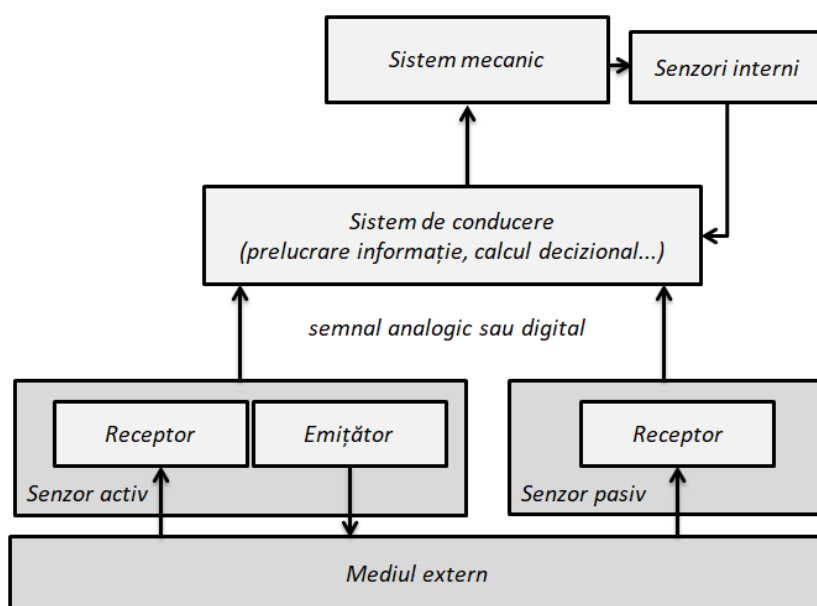 Sistem mecanic
Senzori interni
Sistem de conducere
(prelucrare informație, calcul decizional...)
semnal analogic sau digital
Receptor
Emițător
Receptor
Senzor activ
Senzor pasiv
Mediul extern